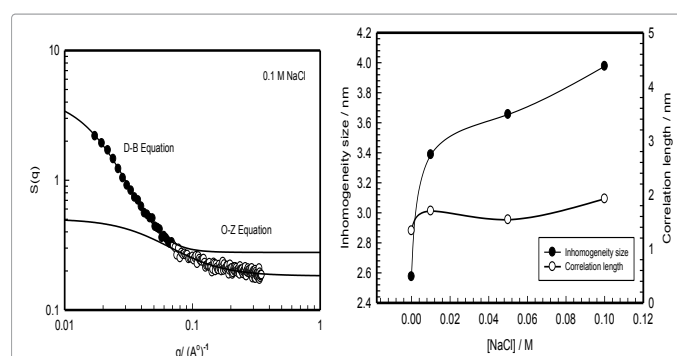 10
1
0.1
0.01
0.1
1
S(q)
q/ (A°)-1
0.1 M NaCl
D-B Equation
O-Z Equation
4.2
4.0
3.8
3.6
3.4
3.2
3.0
2.8
2.6
2.4
Inhomogeneity size / nm
0.00
0.02
0.04
0.06
0.08
0.10
0.12
[NaCl] / M
5
4
3
2
1
0
Correlation length / nm
Inhomogeneity size
Correlation length